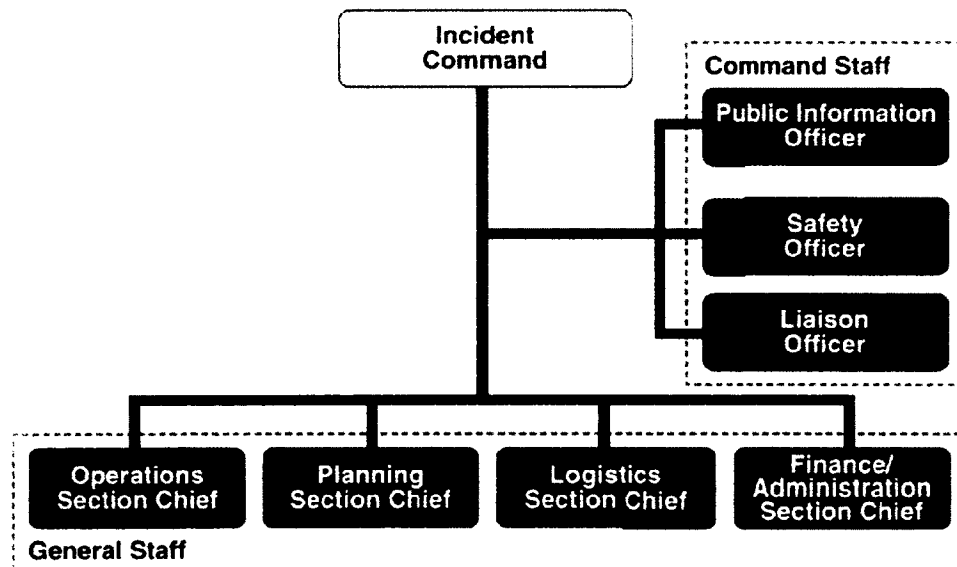 Incident
Command
Command Staff
Public Information
Officer
Safety
Officer
Liaison
Officer
Operations
Section Chief
Planning
Section Chief
Logistics
Section Chief
Finance/
Administration
Section Chief
General Staff